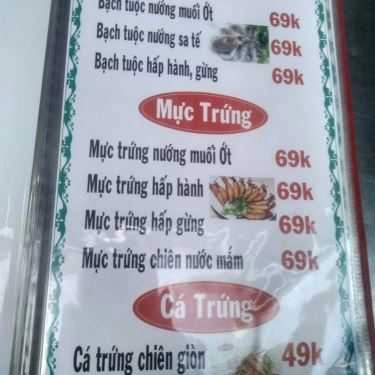 Bạch tuộc nướng muối Ớt 69k
Bạch tuộc nướng sa tế 69k
Bạch tuộc hấp hành, gừng 69k
Mực Trứng
Mực trứng nướng muối Ớt 69k
Mực trứng hấp hành 69k
Mực trứng hấp gừng 69k
Mực trứng chiên nước mắm 69k
Cá Trứng
Cá trứng chiên giòn 49k